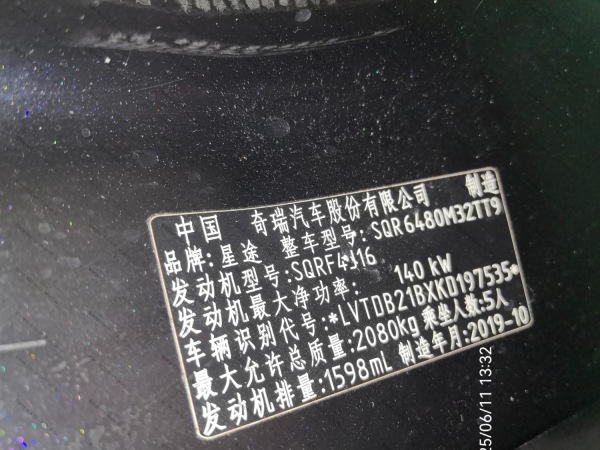 中国 奇瑞汽车股份有限公司 制造
品牌:星途 整车型号:SQR6480M32TT9
发动机型号:SQRF4J16
发动机最大净功率: 140 kW
车辆识别代号:*LVTDB21BXKD197535*
最大允许总质量:2080kg 乘坐人数:5人
发动机排量:1598mL 制造年月:2019-10
25/06/11 13:32